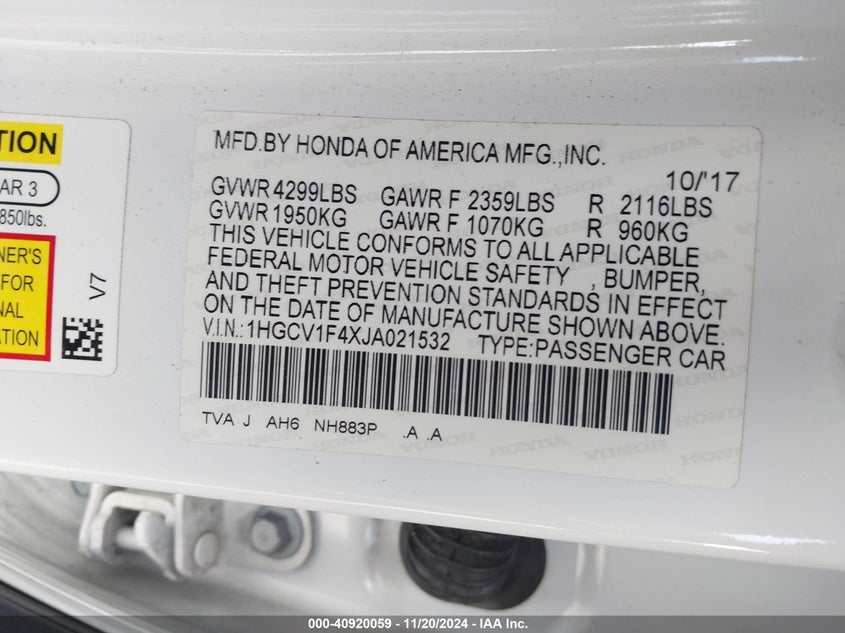 TION
AR 3
850lbs.
NER'S
FOR
NAL
ATION
V7
MFD.BY HONDA OF AMERICA MFG.,INC.
10/'17
GVWR 4299LBS GAWR F 2359LBS R 2116LBS
GVWR 1950KG GAWR F 1070KG R 960KG
THIS VEHICLE CONFORMS TO ALL APPLICABLE
FEDERAL MOTOR VEHICLE SAFETY , BUMPER,
AND THEFT PREVENTION STANDARDS IN EFFECT
ON THE DATE OF MANUFACTURE SHOWN ABOVE.
V.I.N.:1HGCV1F4XJA021532 TYPE:PASSENGER CAR
TVA J AH6 NH883P .A .A
000-40920059 - 11/20/2024 - IAA Inc.